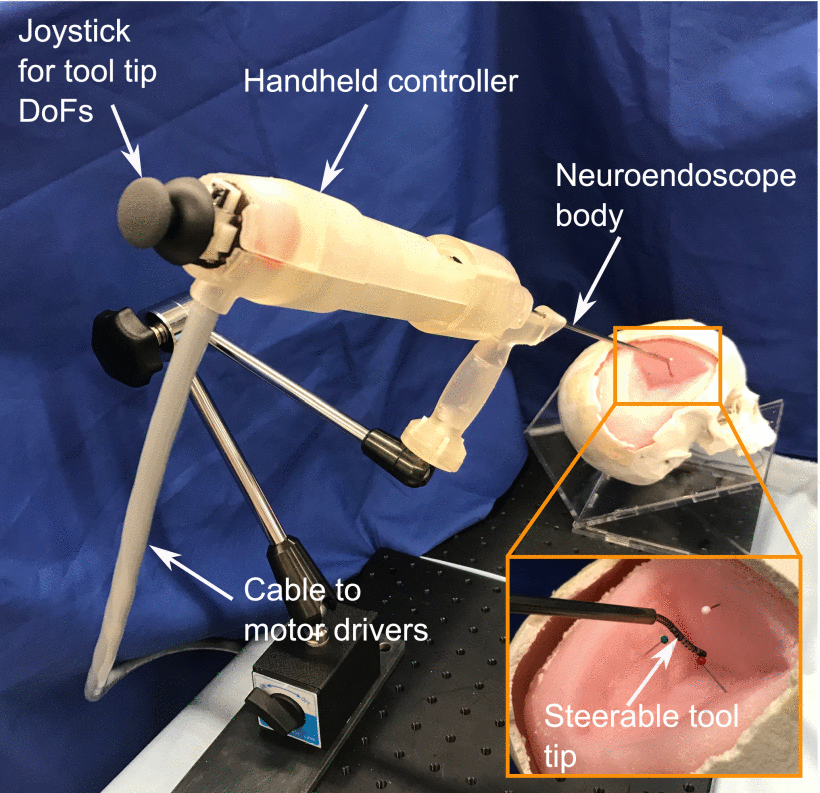 Joystick
for tool tip
DoFs
Handheld controller
Neuroendoscope
body
Cable to
motor drivers
Steerable tool
tip